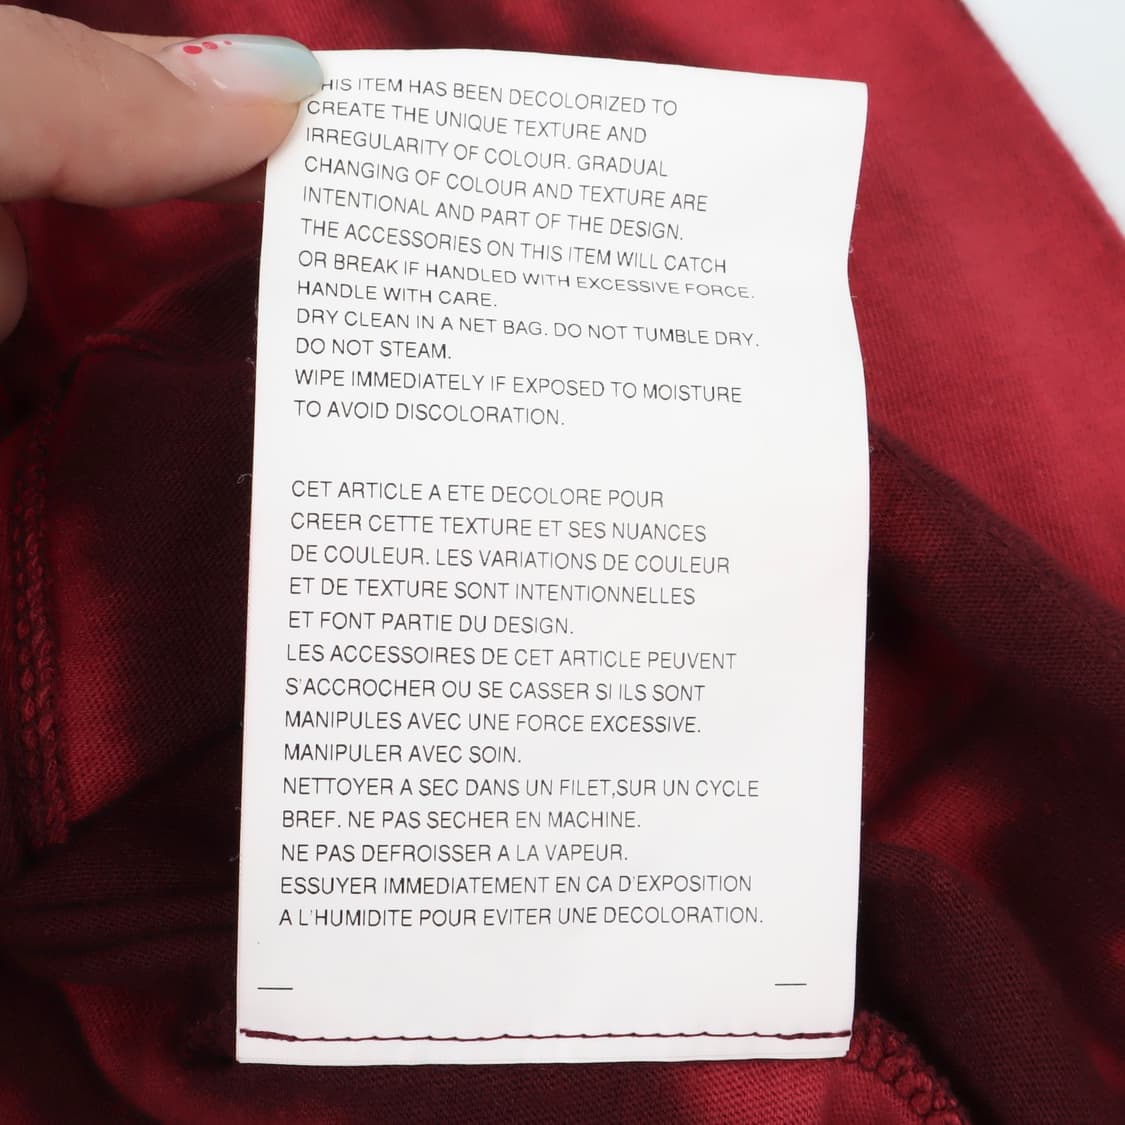 THIS ITEM HAS BEEN DECOLORIZED TO
CREATE THE UNIQUE TEXTURE AND
IRREGULARITY OF COLOUR. GRADUAL
CHANGING OF COLOUR AND TEXTURE ARE
INTENTIONAL AND PART OF THE DESIGN.
THE ACCESSORIES ON THIS ITEM WILL CATCH
OR BREAK IF HANDLED WITH EXCESSIVE FORCE.
HANDLE WITH CARE.
DRY CLEAN IN A NET BAG. DO NOT TUMBLE DRY.
DO NOT STEAM.
WIPE IMMEDIATELY IF EXPOSED TO MOISTURE
TO AVOID DISCOLORATION.
CET ARTICLE A ETE DECOLORE POUR
CREER CETTE TEXTURE ET SES NUANCES
DE COULEUR. LES VARIATIONS DE COULEUR
ET DE TEXTURE SONT INTENTIONNELLES
ET FONT PARTIE DU DESIGN.
LES ACCESSOIRES DE CET ARTICLE PEUVENT
S'ACCROCHER OU SE CASSER SI ILS SONT
MANIPULES AVEC UNE FORCE EXCESSIVE.
MANIPULER AVEC SOIN.
NETTOYER A SEC DANS UN FILET,SUR UN CYCLE
BREF. NE PAS SECHER EN MACHINE.
NE PAS DEFROISSER A LA VAPEUR.
ESSUYER IMMEDIATEMENT EN CA D'EXPOSITION
A L'HUMIDITE POUR EVITER UNE DECOLORATION.